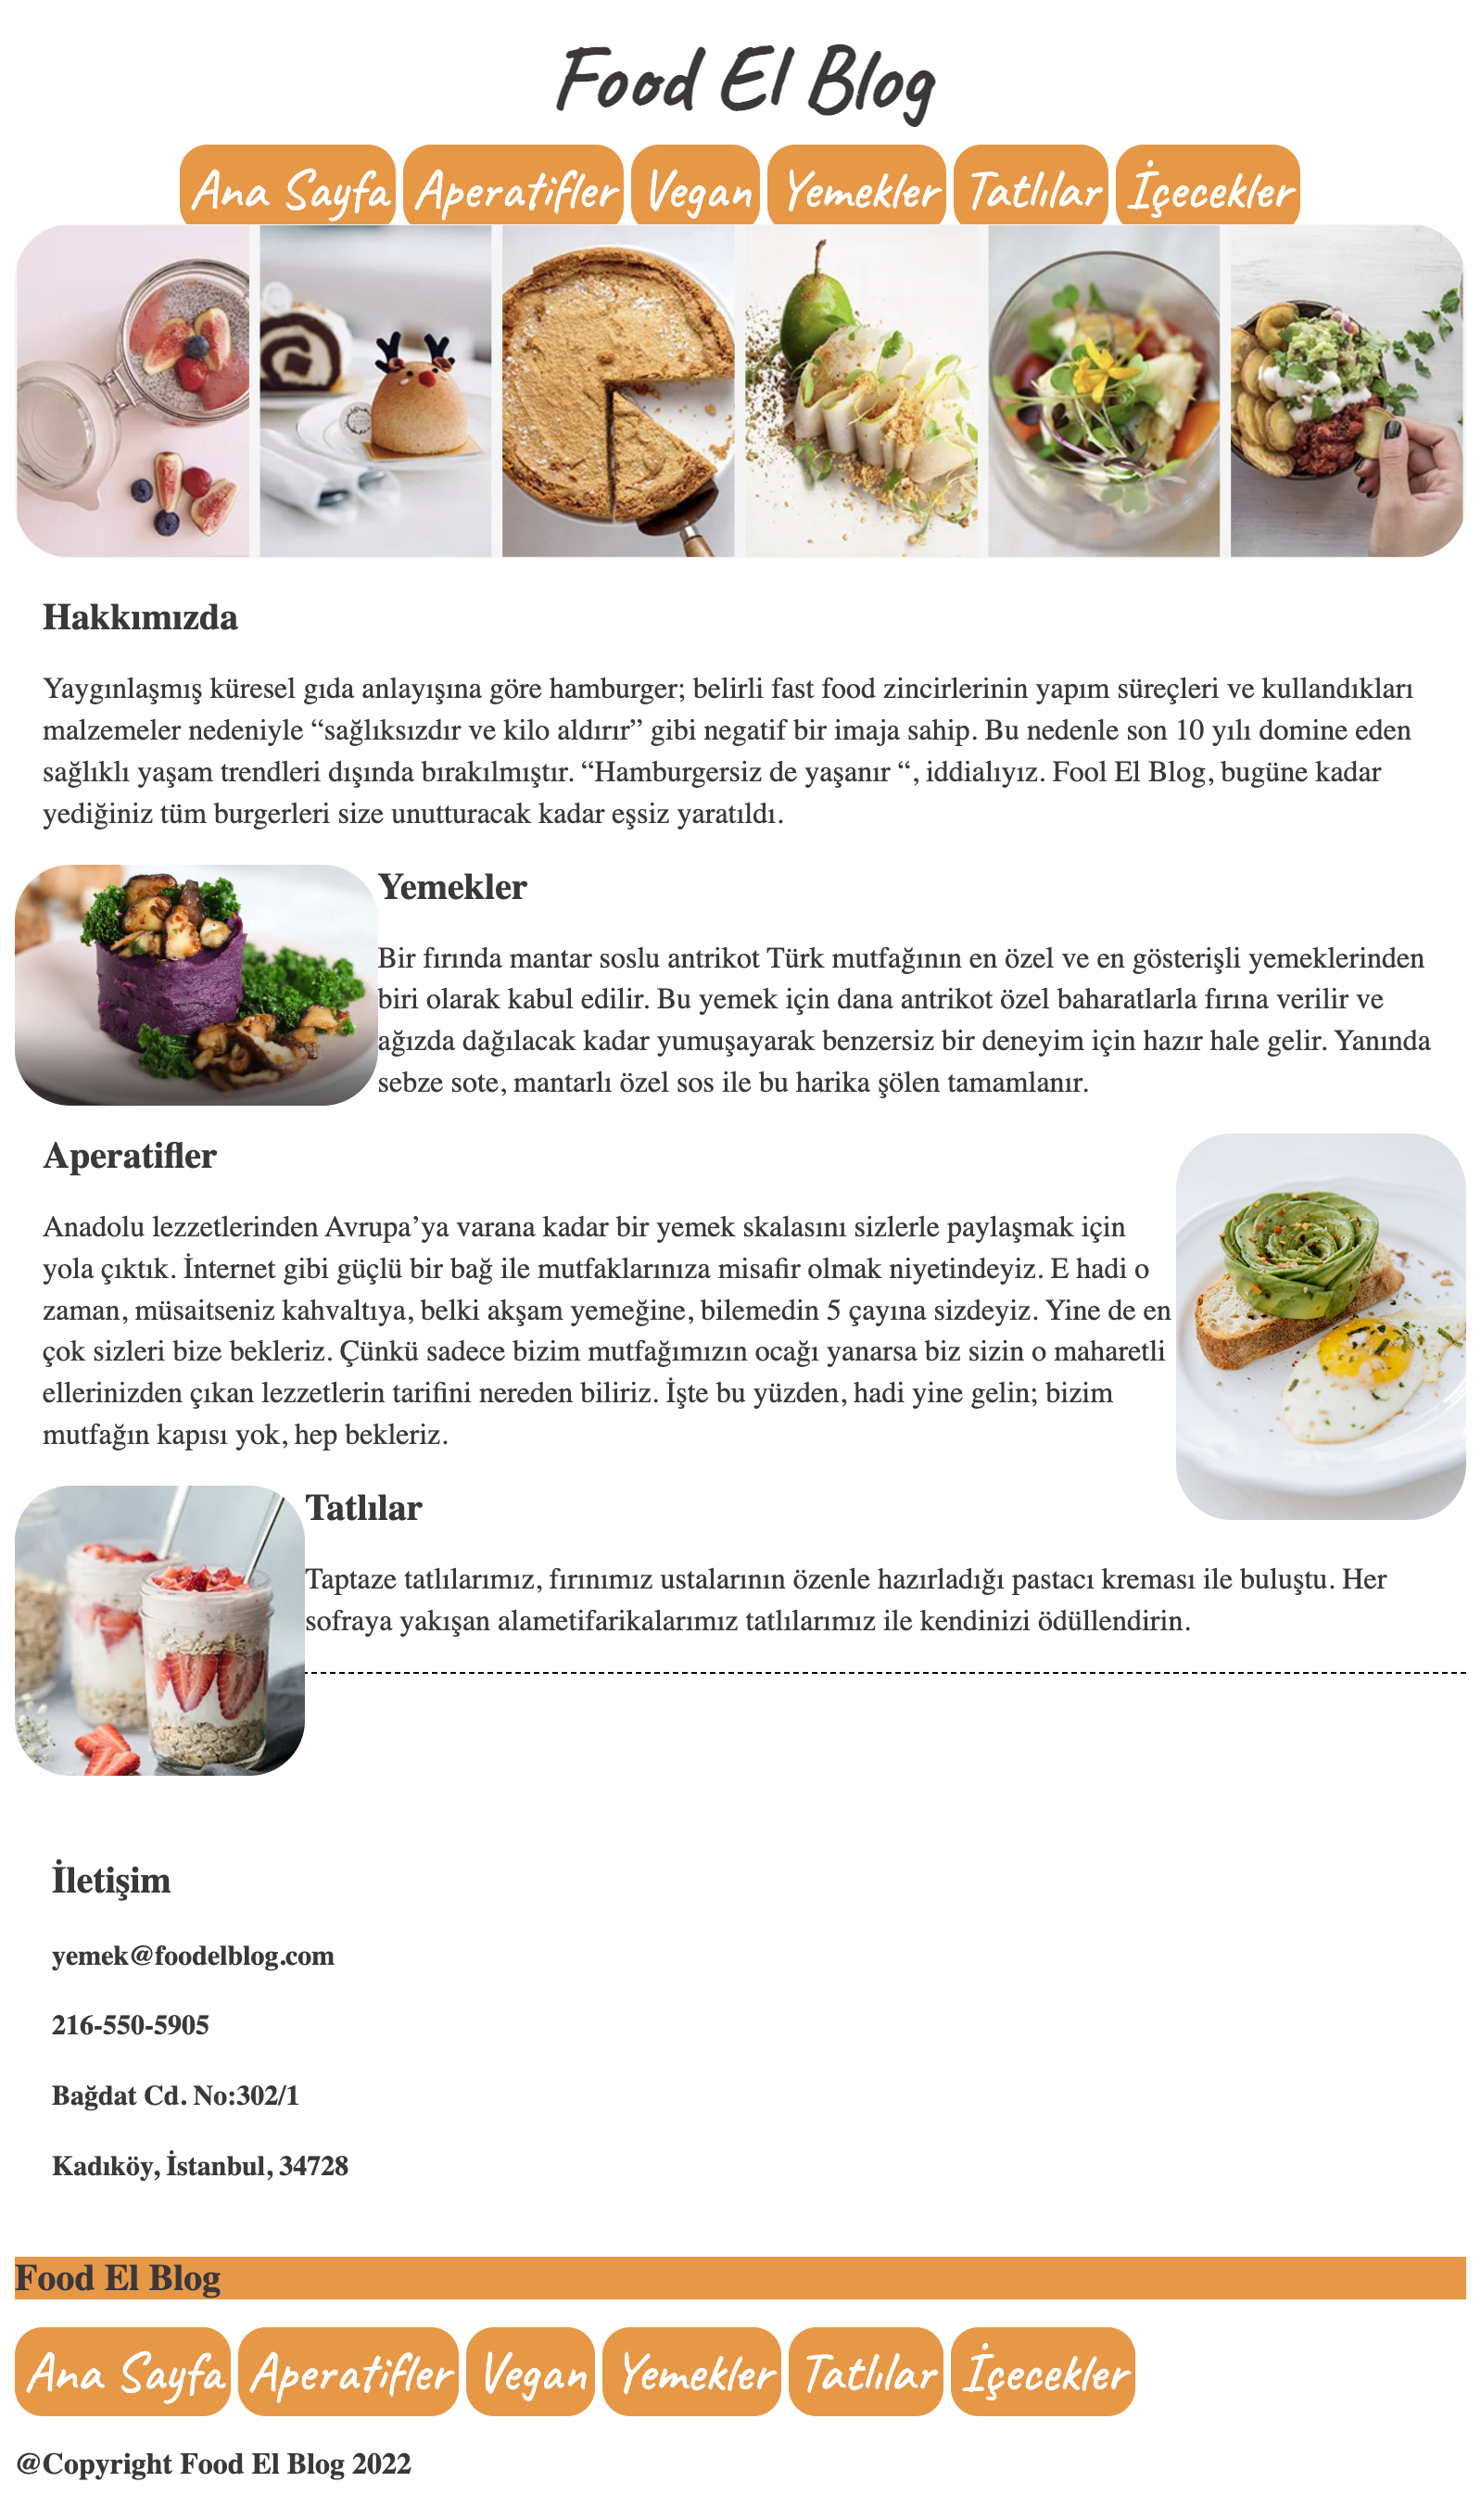 Food El Blog
Ana Sayfa Aperatifler Vegan Yemekler Tatlılar İçecekler
Hakkımızda
Yaygınlaşmış küresel gıda anlayışına göre hamburger; belirli fast food zincirlerinin yapım süreçleri ve kullandıkları
malzemeler nedeniyle “sağlıksızdır ve kilo aldırır” gibi negatif bir imaja sahip. Bu nedenle son 10 yılı domine eden
sağlıklı yaşam trendleri dışında bırakılmıştır. “Hamburgersiz de yaşanır “, iddialıyız. Fool El Blog, bugüne kadar
yediğiniz tüm burgerleri size unutturacak kadar eşsiz yaratıldı.
Yemekler
Bir fırında mantar soslu antrikot Türk mutfağının en özel ve en gösterişli yemeklerinden
biri olarak kabul edilir. Bu yemek için dana antrikot özel baharatlarla fırına verilir ve
ağızda dağılacak kadar yumuşayarak benzersiz bir deneyim için hazır hale gelir. Yanında
sebze sote, mantarlı özel sos ile bu harika şölen tamamlanır.
Aperatifler
Anadolu lezzetlerinden Avrupa’ya varana kadar bir yemek skalasını sizlerle paylaşmak için
yola çıktık. İnternet gibi güçlü bir bağ ile mutfaklarınıza misafir olmak niyetindeyiz. E hadi o
zaman, müsaitseniz kahvaltıya, belki akşam yemeğine, bilemedin 5 çayına sizdeyiz. Yine de en
çok sizleri bize bekleriz. Çünkü sadece bizim mutfağımızın ocağı yanarsa biz sizin o maharetli
ellerinizden çıkan lezzetlerin tarifini nereden biliriz. İşte bu yüzden, hadi yine gelin; bizim
mutfağın kapısı yok, hep bekleriz.
Tatlılar
Taptaze tatlılarımız, fırınımız ustalarının özenle hazırladığı pastacı kreması ile buluştu. Her
sofraya yakışan alametifarikalarımız tatlılarımız ile kendinizi ödüllendirin.
İletişim
yemek@foodelblog.com
216-550-5905
Bağdat Cd. No:302/1
Kadıköy, İstanbul, 34728
Food El Blog
Ana Sayfa Aperatifler Vegan Yemekler Tatlılar İçecekler
@Copyright Food El Blog 2022